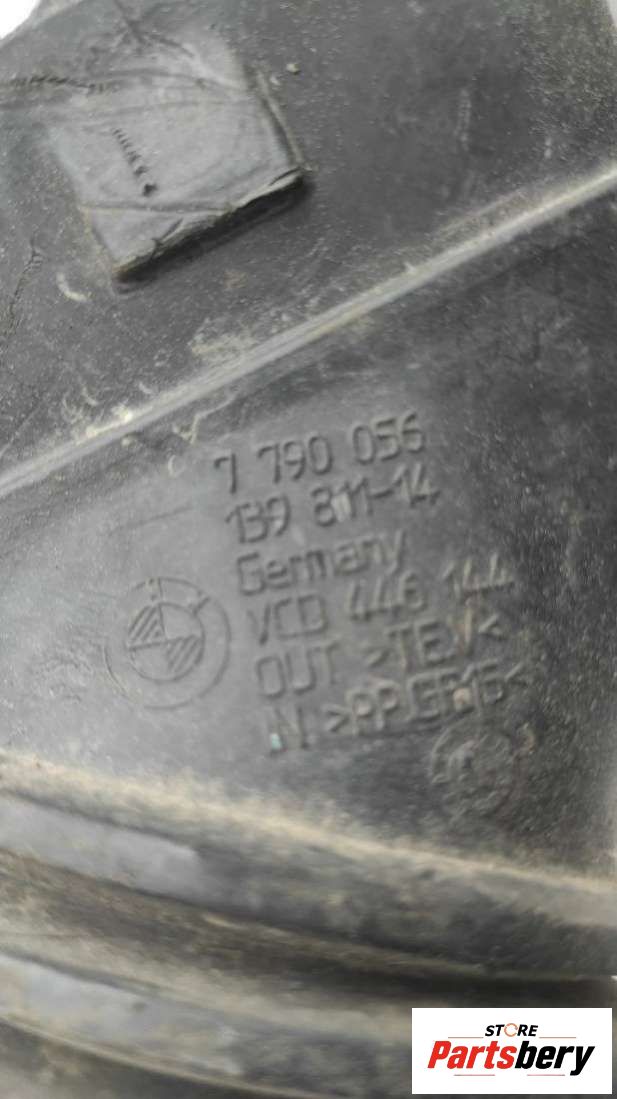 7 790 056
139 811-14
Germany
VCD 446 144
OUT >TEV<
IN >PP GF15<
STORE
Partsbery